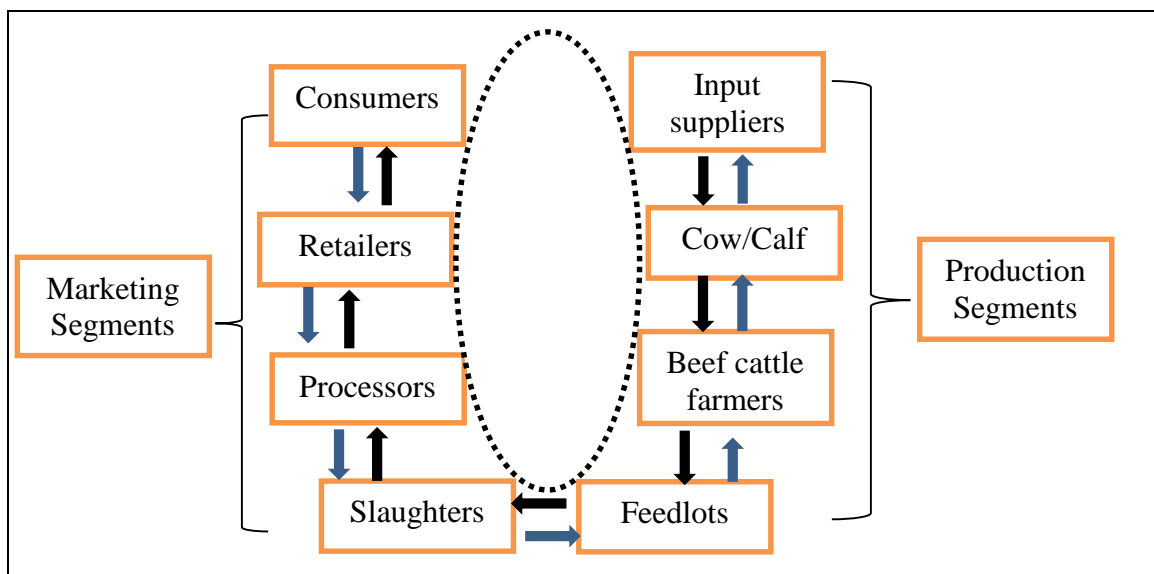 Consumers
Retailers
Processors
Slaughters
Marketing
Segments
Input
suppliers
Cow/Calf
Beef cattle
farmers
Feedlots
Production
Segments